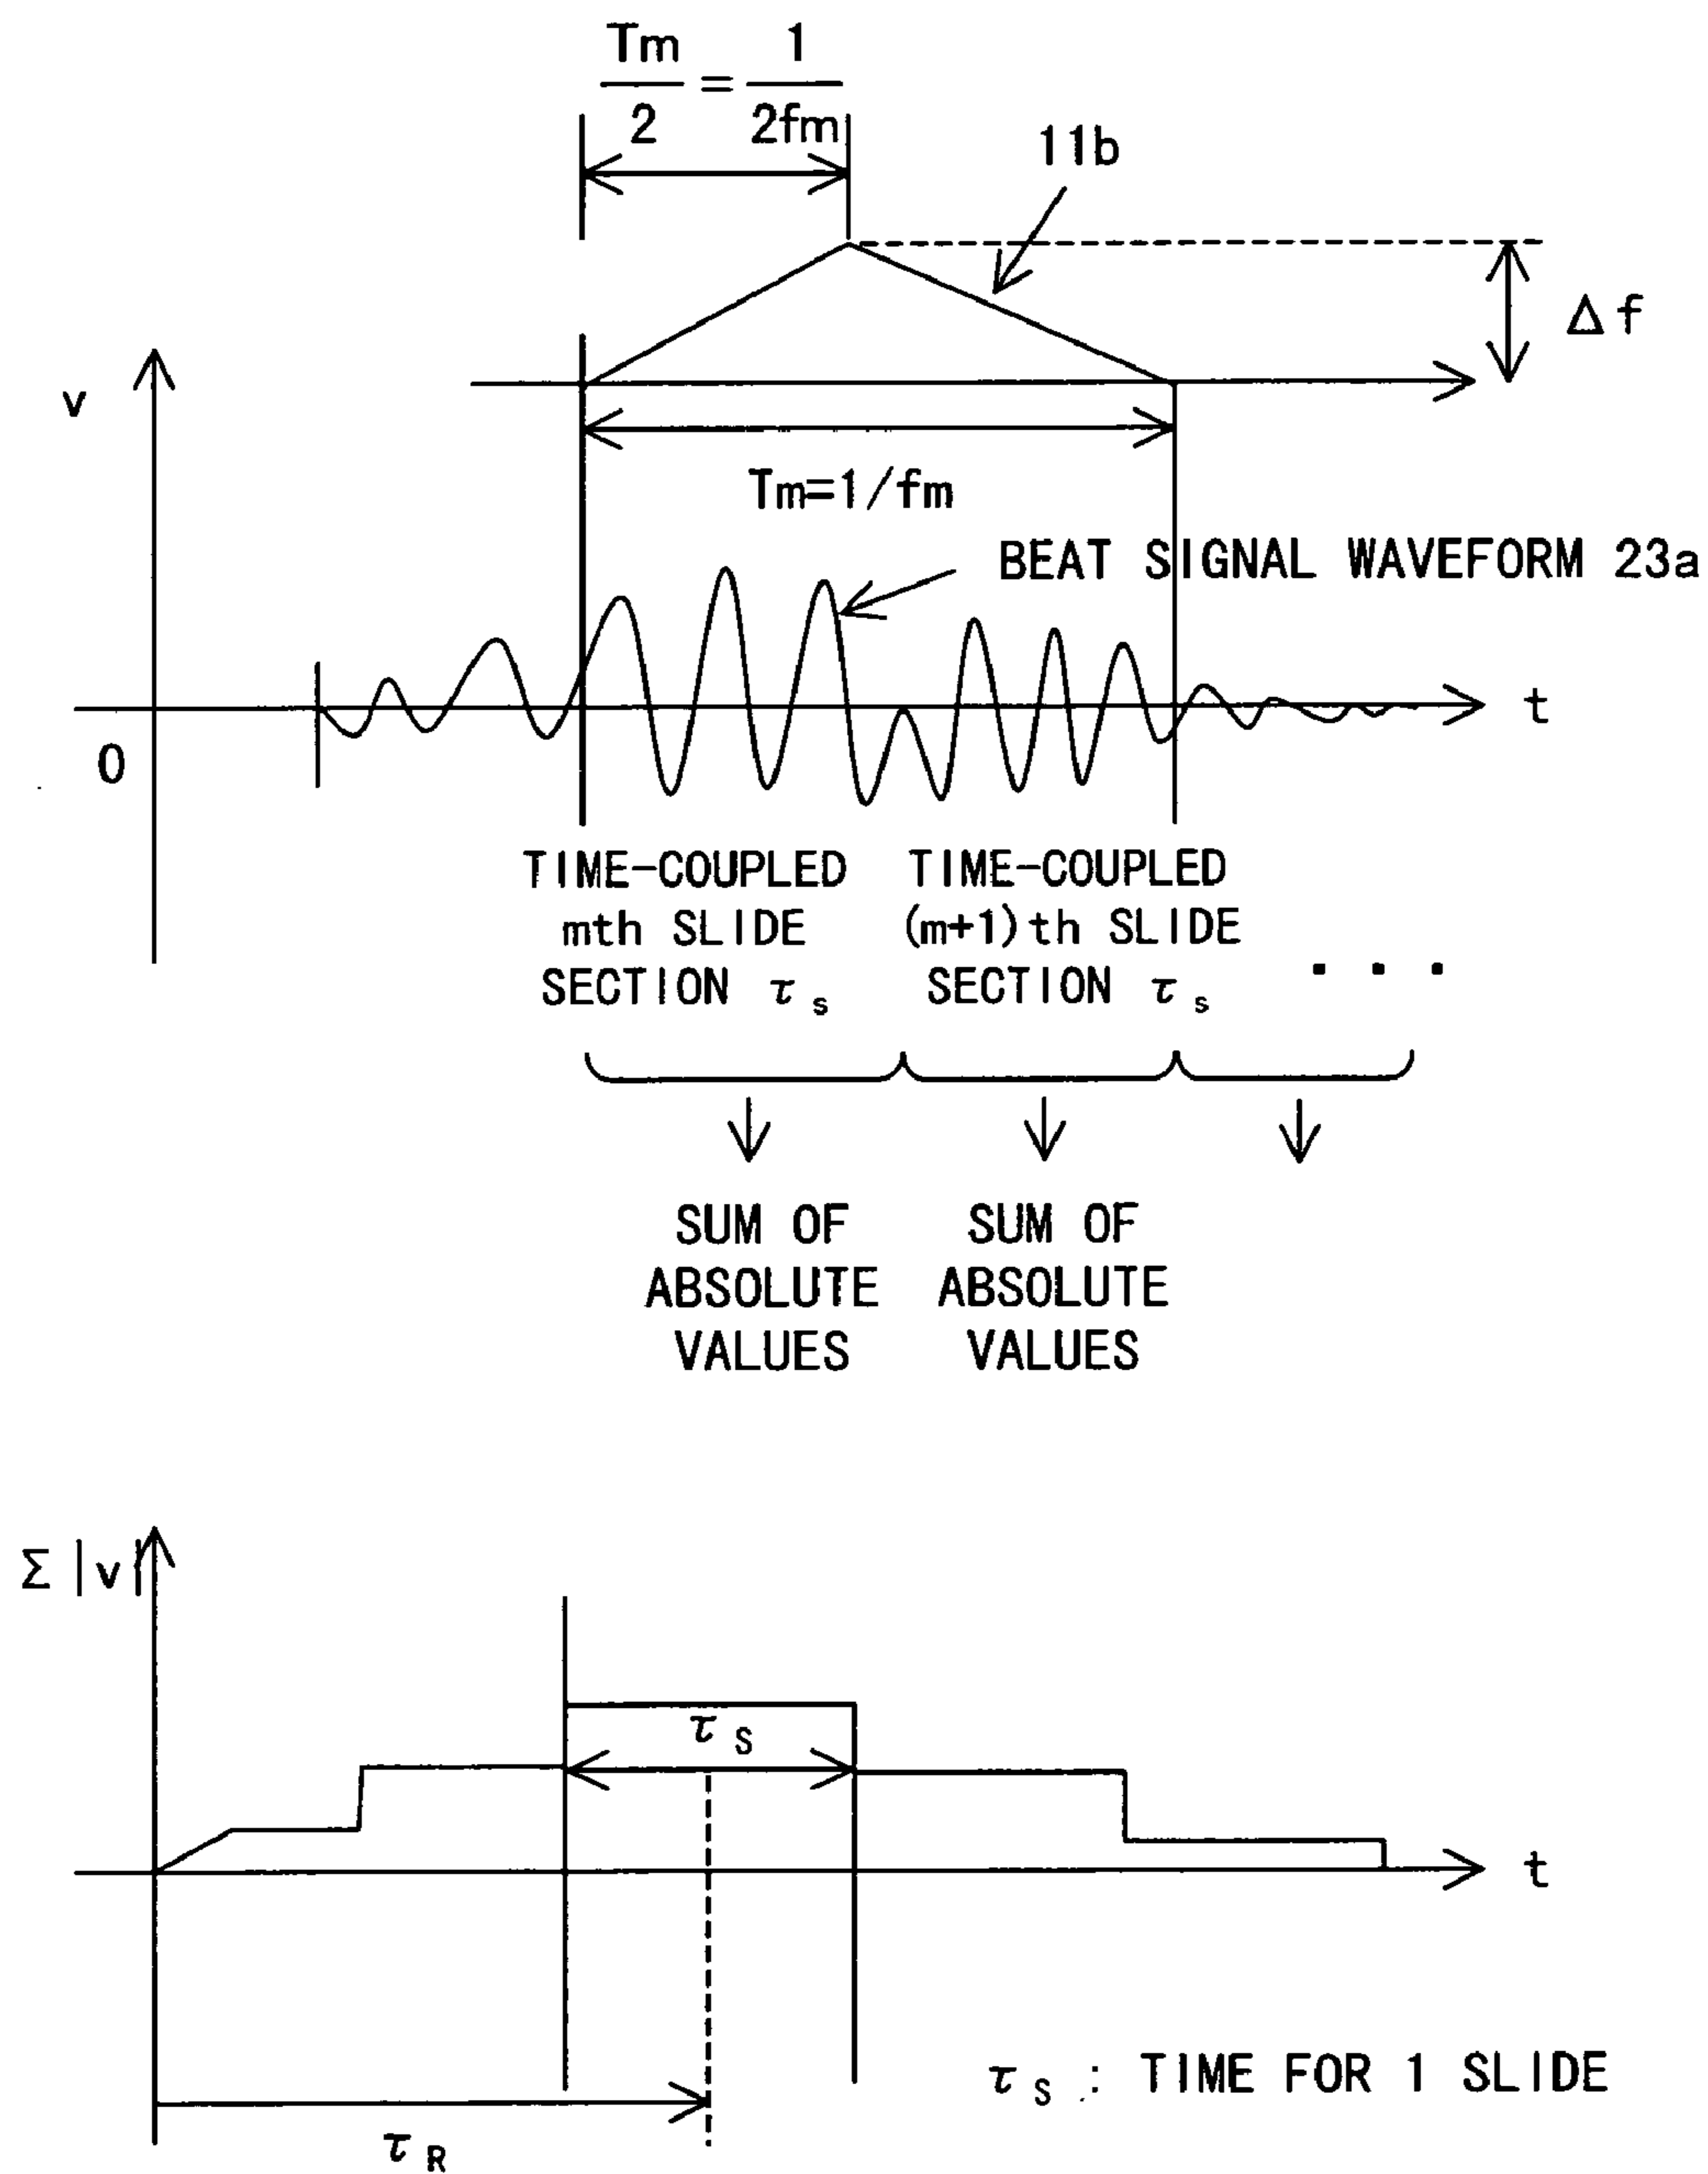 Tm/2 = 1/2fm
11b
Δf
v
Tm=1/fm
BEAT SIGNAL WAVEFORM 23a
t
0
TIME-COUPLED
mth SLIDE
SECTION τs
TIME-COUPLED
(m+1)th SLIDE
SECTION τs
. . .
SUM OF
ABSOLUTE
VALUES
SUM OF
ABSOLUTE
VALUES
Σ|v|
τS
t
τS : TIME FOR 1 SLIDE
τR